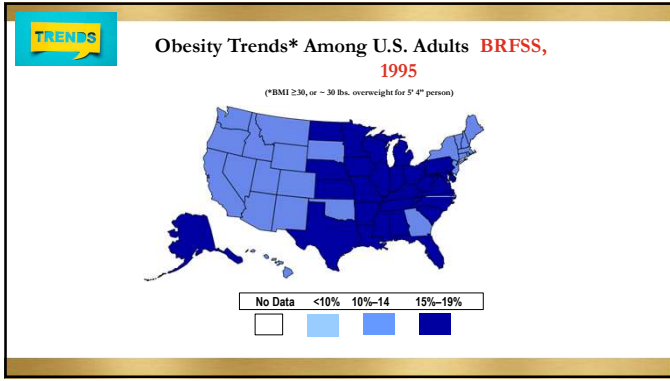 TRENDS
Obesity Trends* Among U.S. Adults BRFSS,
1995
(*BMI ≥30, or ~ 30 lbs. overweight for 5' 4" person)
No Data <10% 10%–14 15%–19%